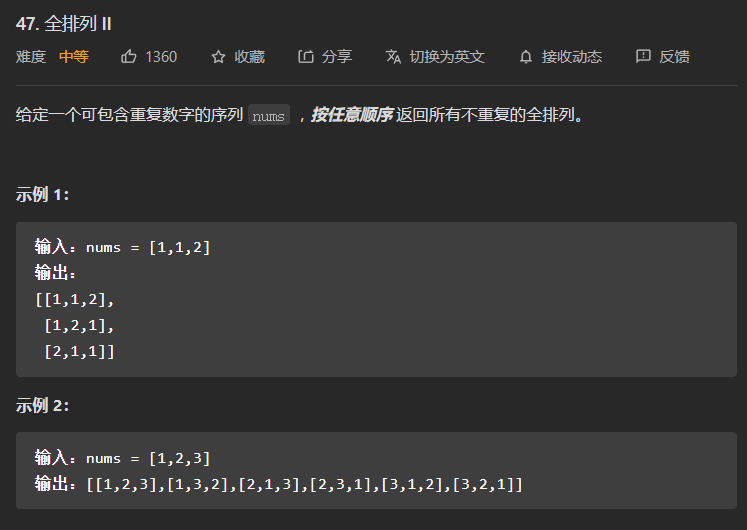 47. 全排列 II
难度 中等 1360 收藏 分享 切换为英文 接收动态 反馈
给定一个可包含重复数字的序列 nums ，按任意顺序 返回所有不重复的全排列。
示例 1：
输入：nums = [1,1,2]
输出：
[[1,1,2],
[1,2,1],
[2,1,1]]
示例 2：
输入：nums = [1,2,3]
输出：[[1,2,3],[1,3,2],[2,1,3],[2,3,1],[3,1,2],[3,2,1]]